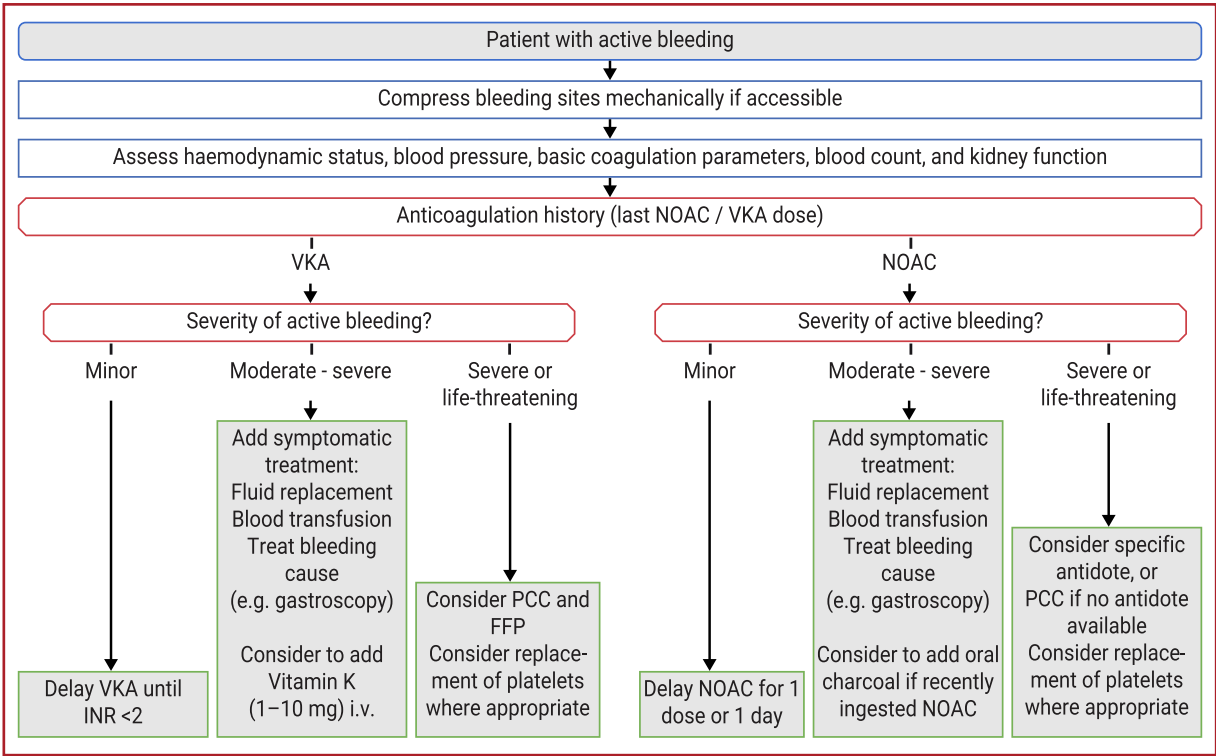 Patient with active bleeding
Compress bleeding sites mechanically if accessible
Assess haemodynamic status, blood pressure, basic coagulation parameters, blood count, and kidney function
Anticoagulation history (last NOAC / VKA dose)
VKA
Severity of active bleeding?
Minor
Delay VKA until
INR <2
Moderate - severe
Add symptomatic
treatment:
Fluid replacement
Blood transfusion
Treat bleeding
cause
(e.g. gastroscopy)
Consider to add
Vitamin K
(1–10 mg) i.v.
Severe or
life-threatening
Consider PCC and
FFP
Consider replace-
ment of platelets
where appropriate
NOAC
Severity of active bleeding?
Minor
Delay NOAC for 1
dose or 1 day
Moderate - severe
Add symptomatic
treatment:
Fluid replacement
Blood transfusion
Treat bleeding
cause
(e.g. gastroscopy)
Consider to add oral
charcoal if recently
ingested NOAC
Severe or
life-threatening
Consider specific
antidote, or
PCC if no antidote
available
Consider replace-
ment of platelets
where appropriate